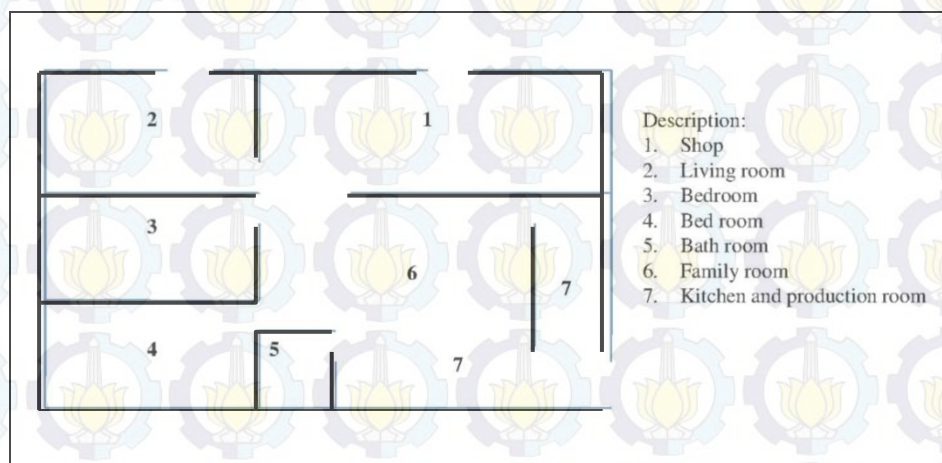 2
1
3
6
7
4
5
7
Description:
1. Shop
2. Living room
3. Bedroom
4. Bed room
5. Bath room
6. Family room
7. Kitchen and production room